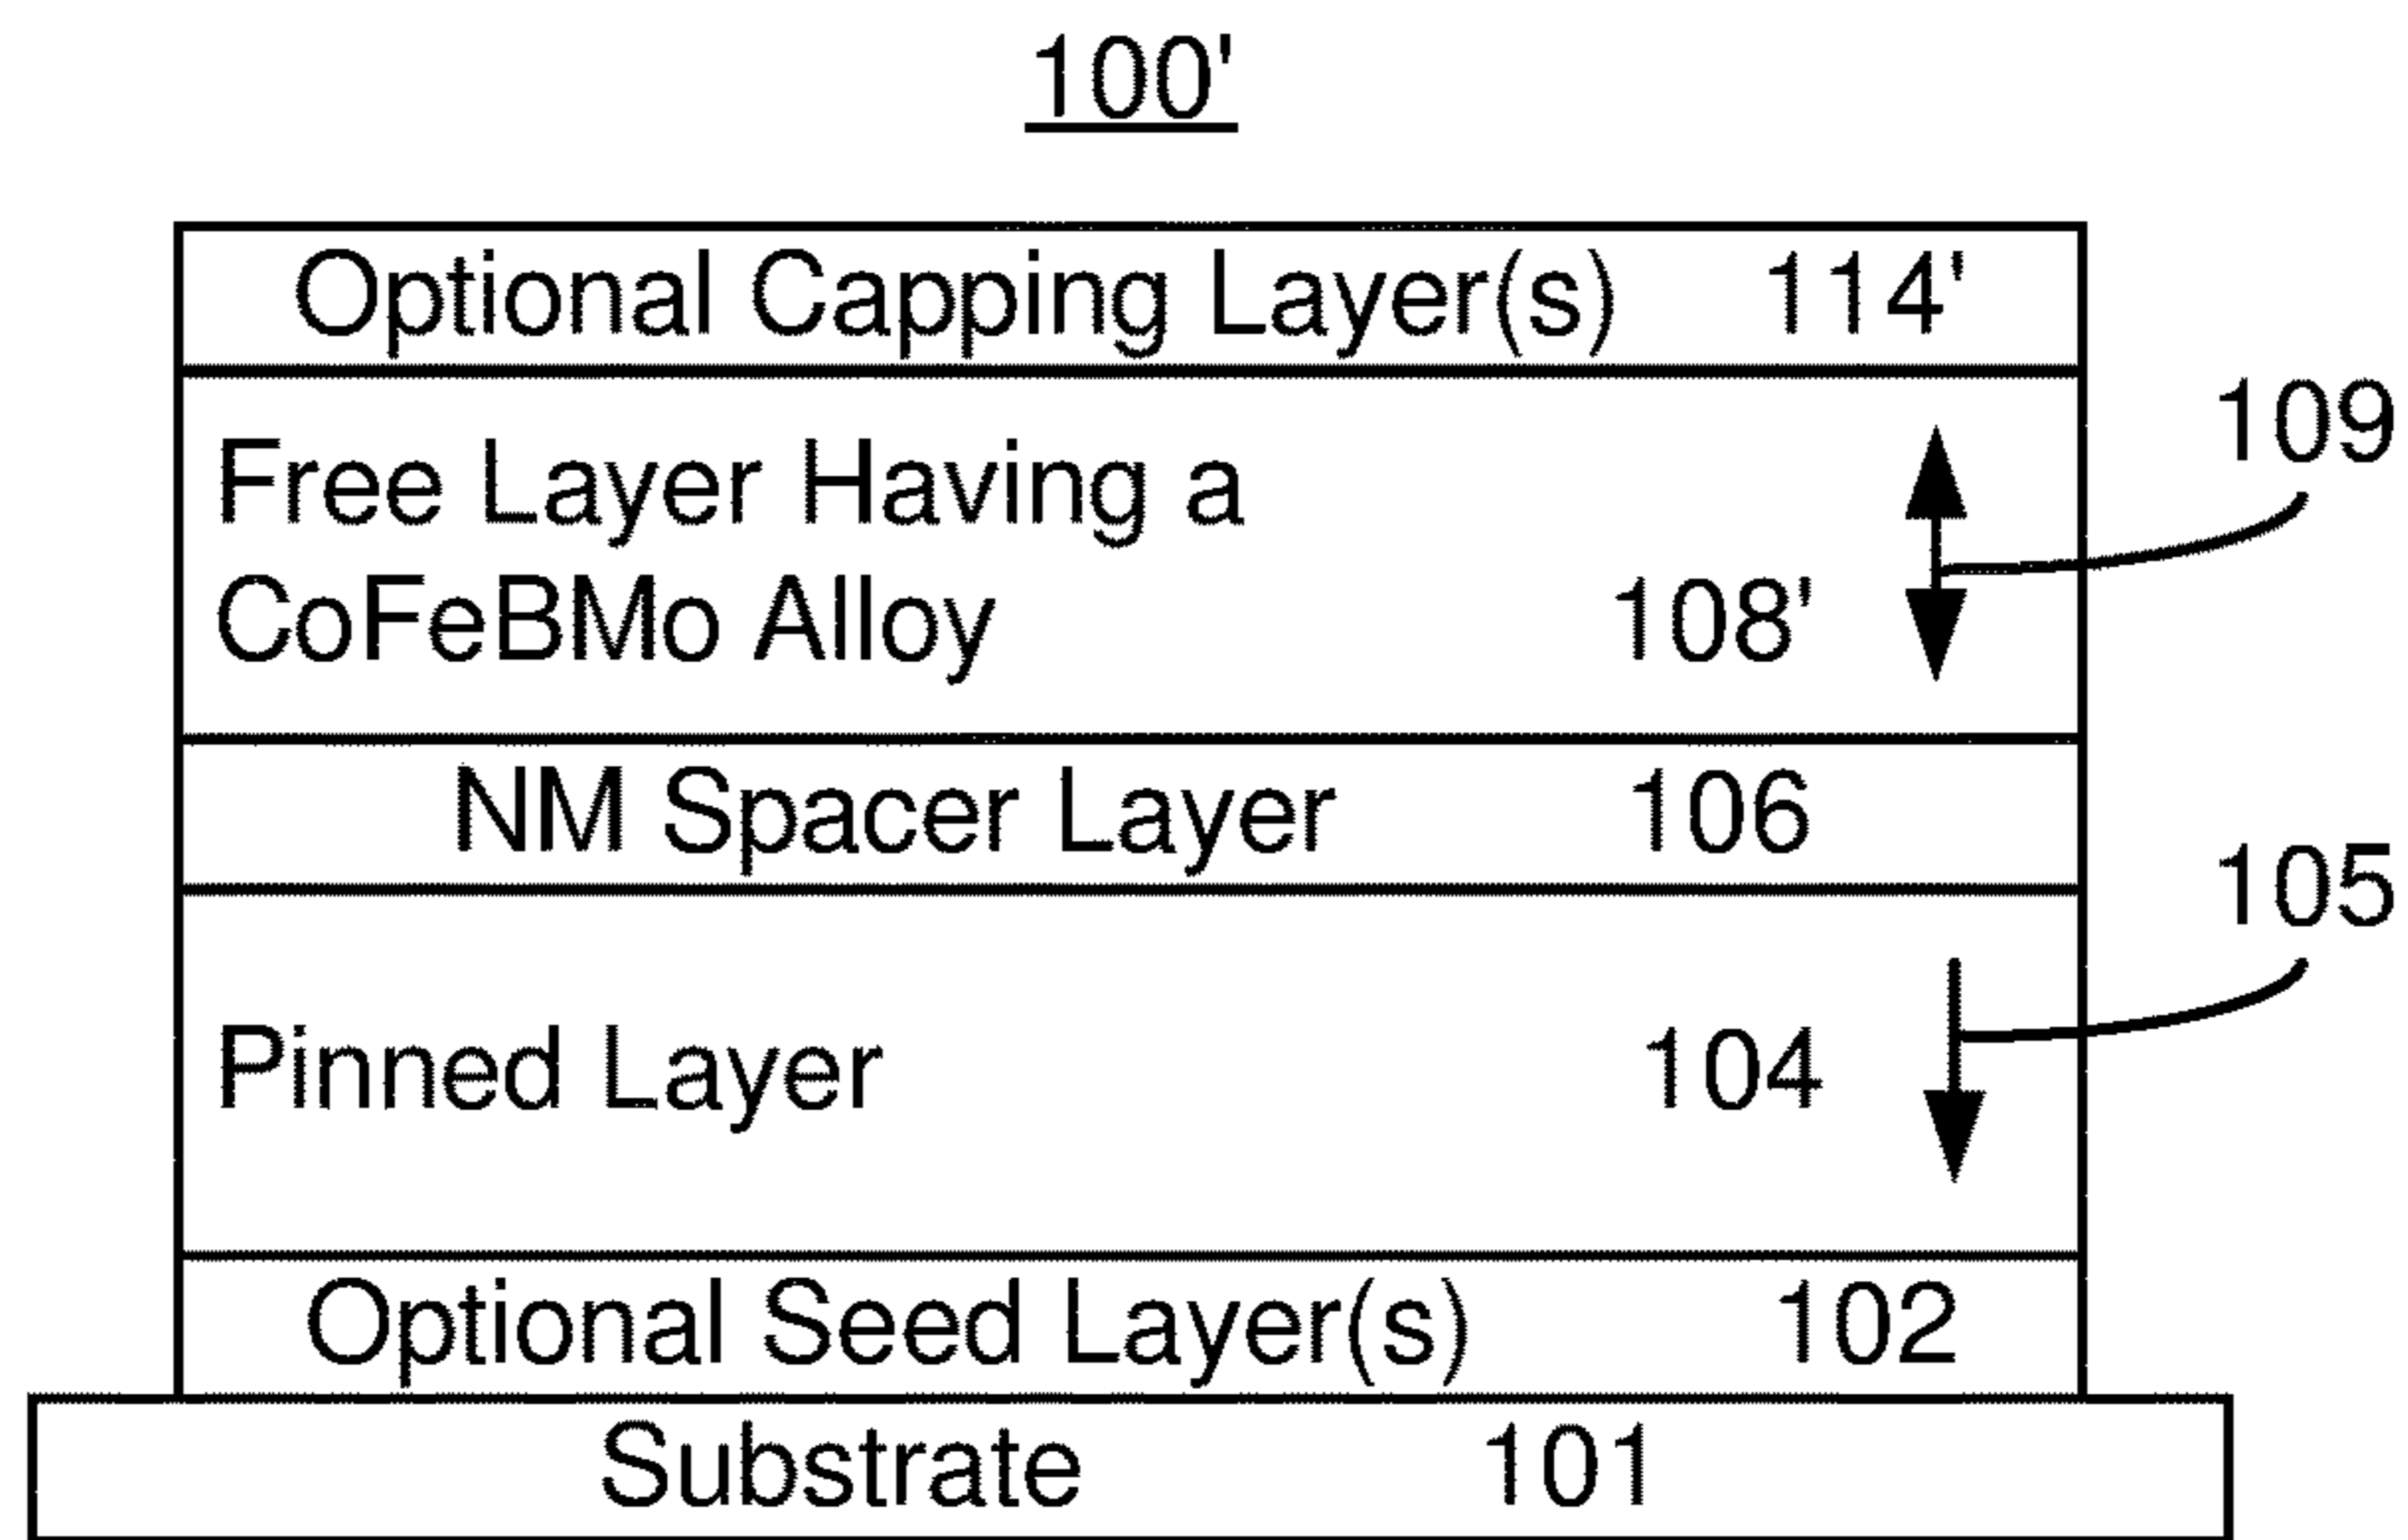 100'
Optional Capping Layer(s) 114'
109
Free Layer Having a
CoFeBMo Alloy 108'
NM Spacer Layer 106
105
Pinned Layer 104
Optional Seed Layer(s) 102
Substrate 101